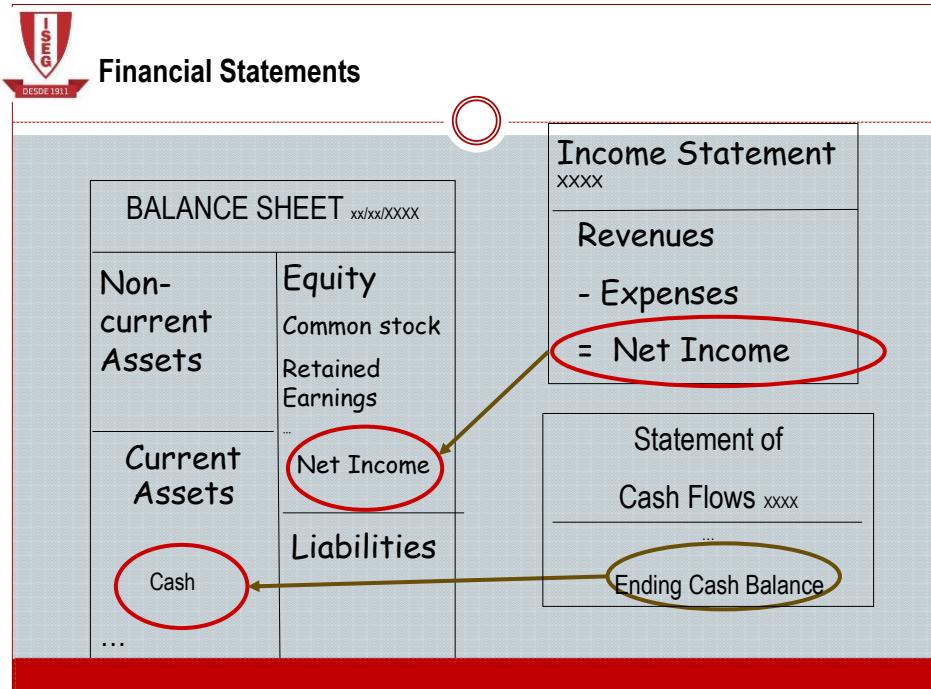 I
S
E
G
DESDE 1911
Financial Statements
BALANCE SHEET xx/xx/XXXX
Non-
current
Assets
Current
Assets
Cash
...
Equity
Common stock
Retained
Earnings
...
Net Income
Liabilities
Income Statement
XXXX
Revenues
- Expenses
= Net Income
Statement of
Cash Flows XXXX
...
Ending Cash Balance